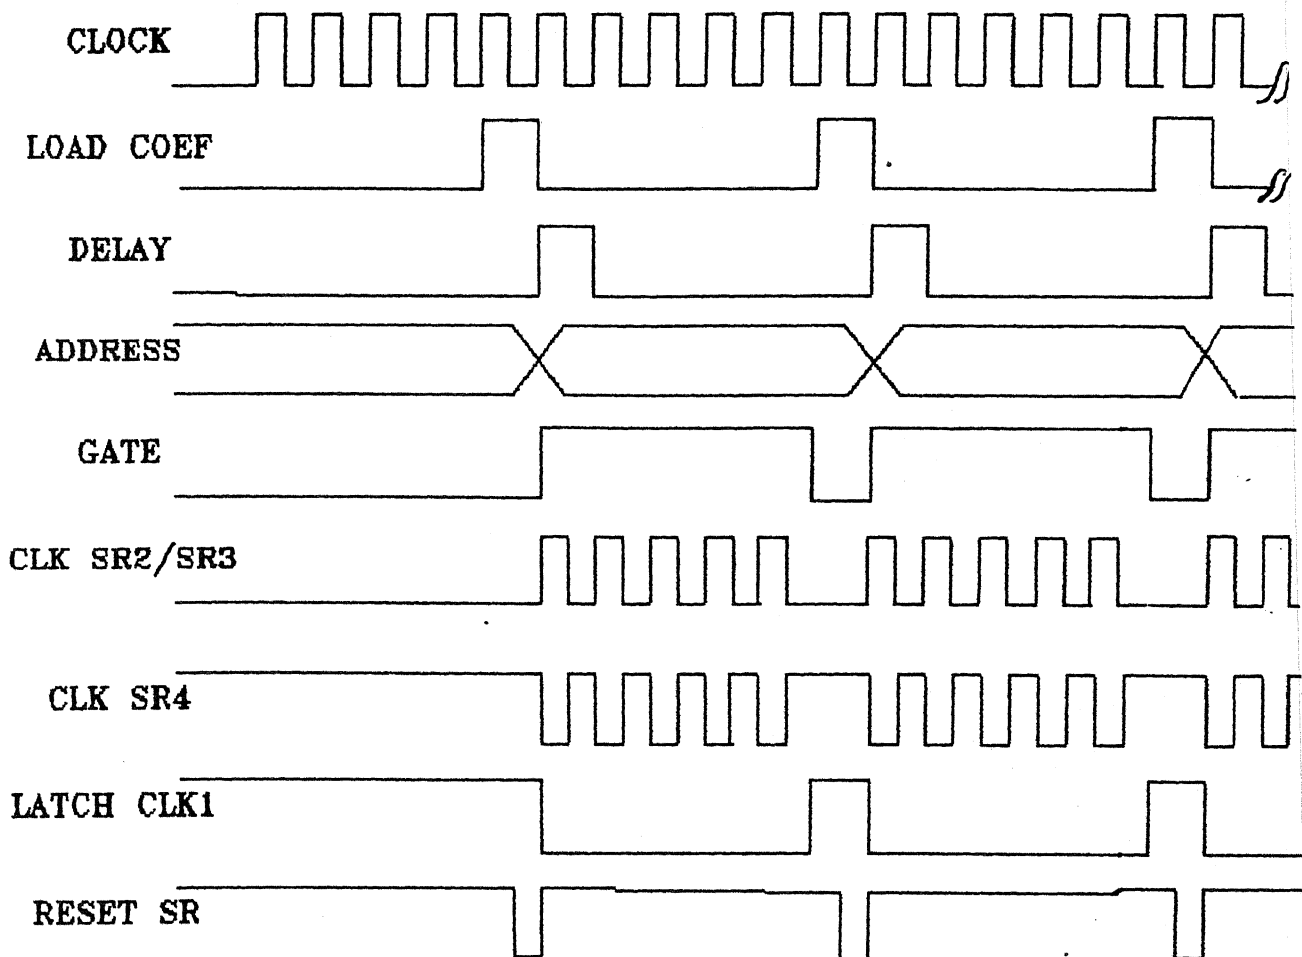 CLOCK
LOAD COEF
DELAY
ADDRESS
GATE
CLK SR2/SR3
CLK SR4
LATCH CLK1
RESET SR